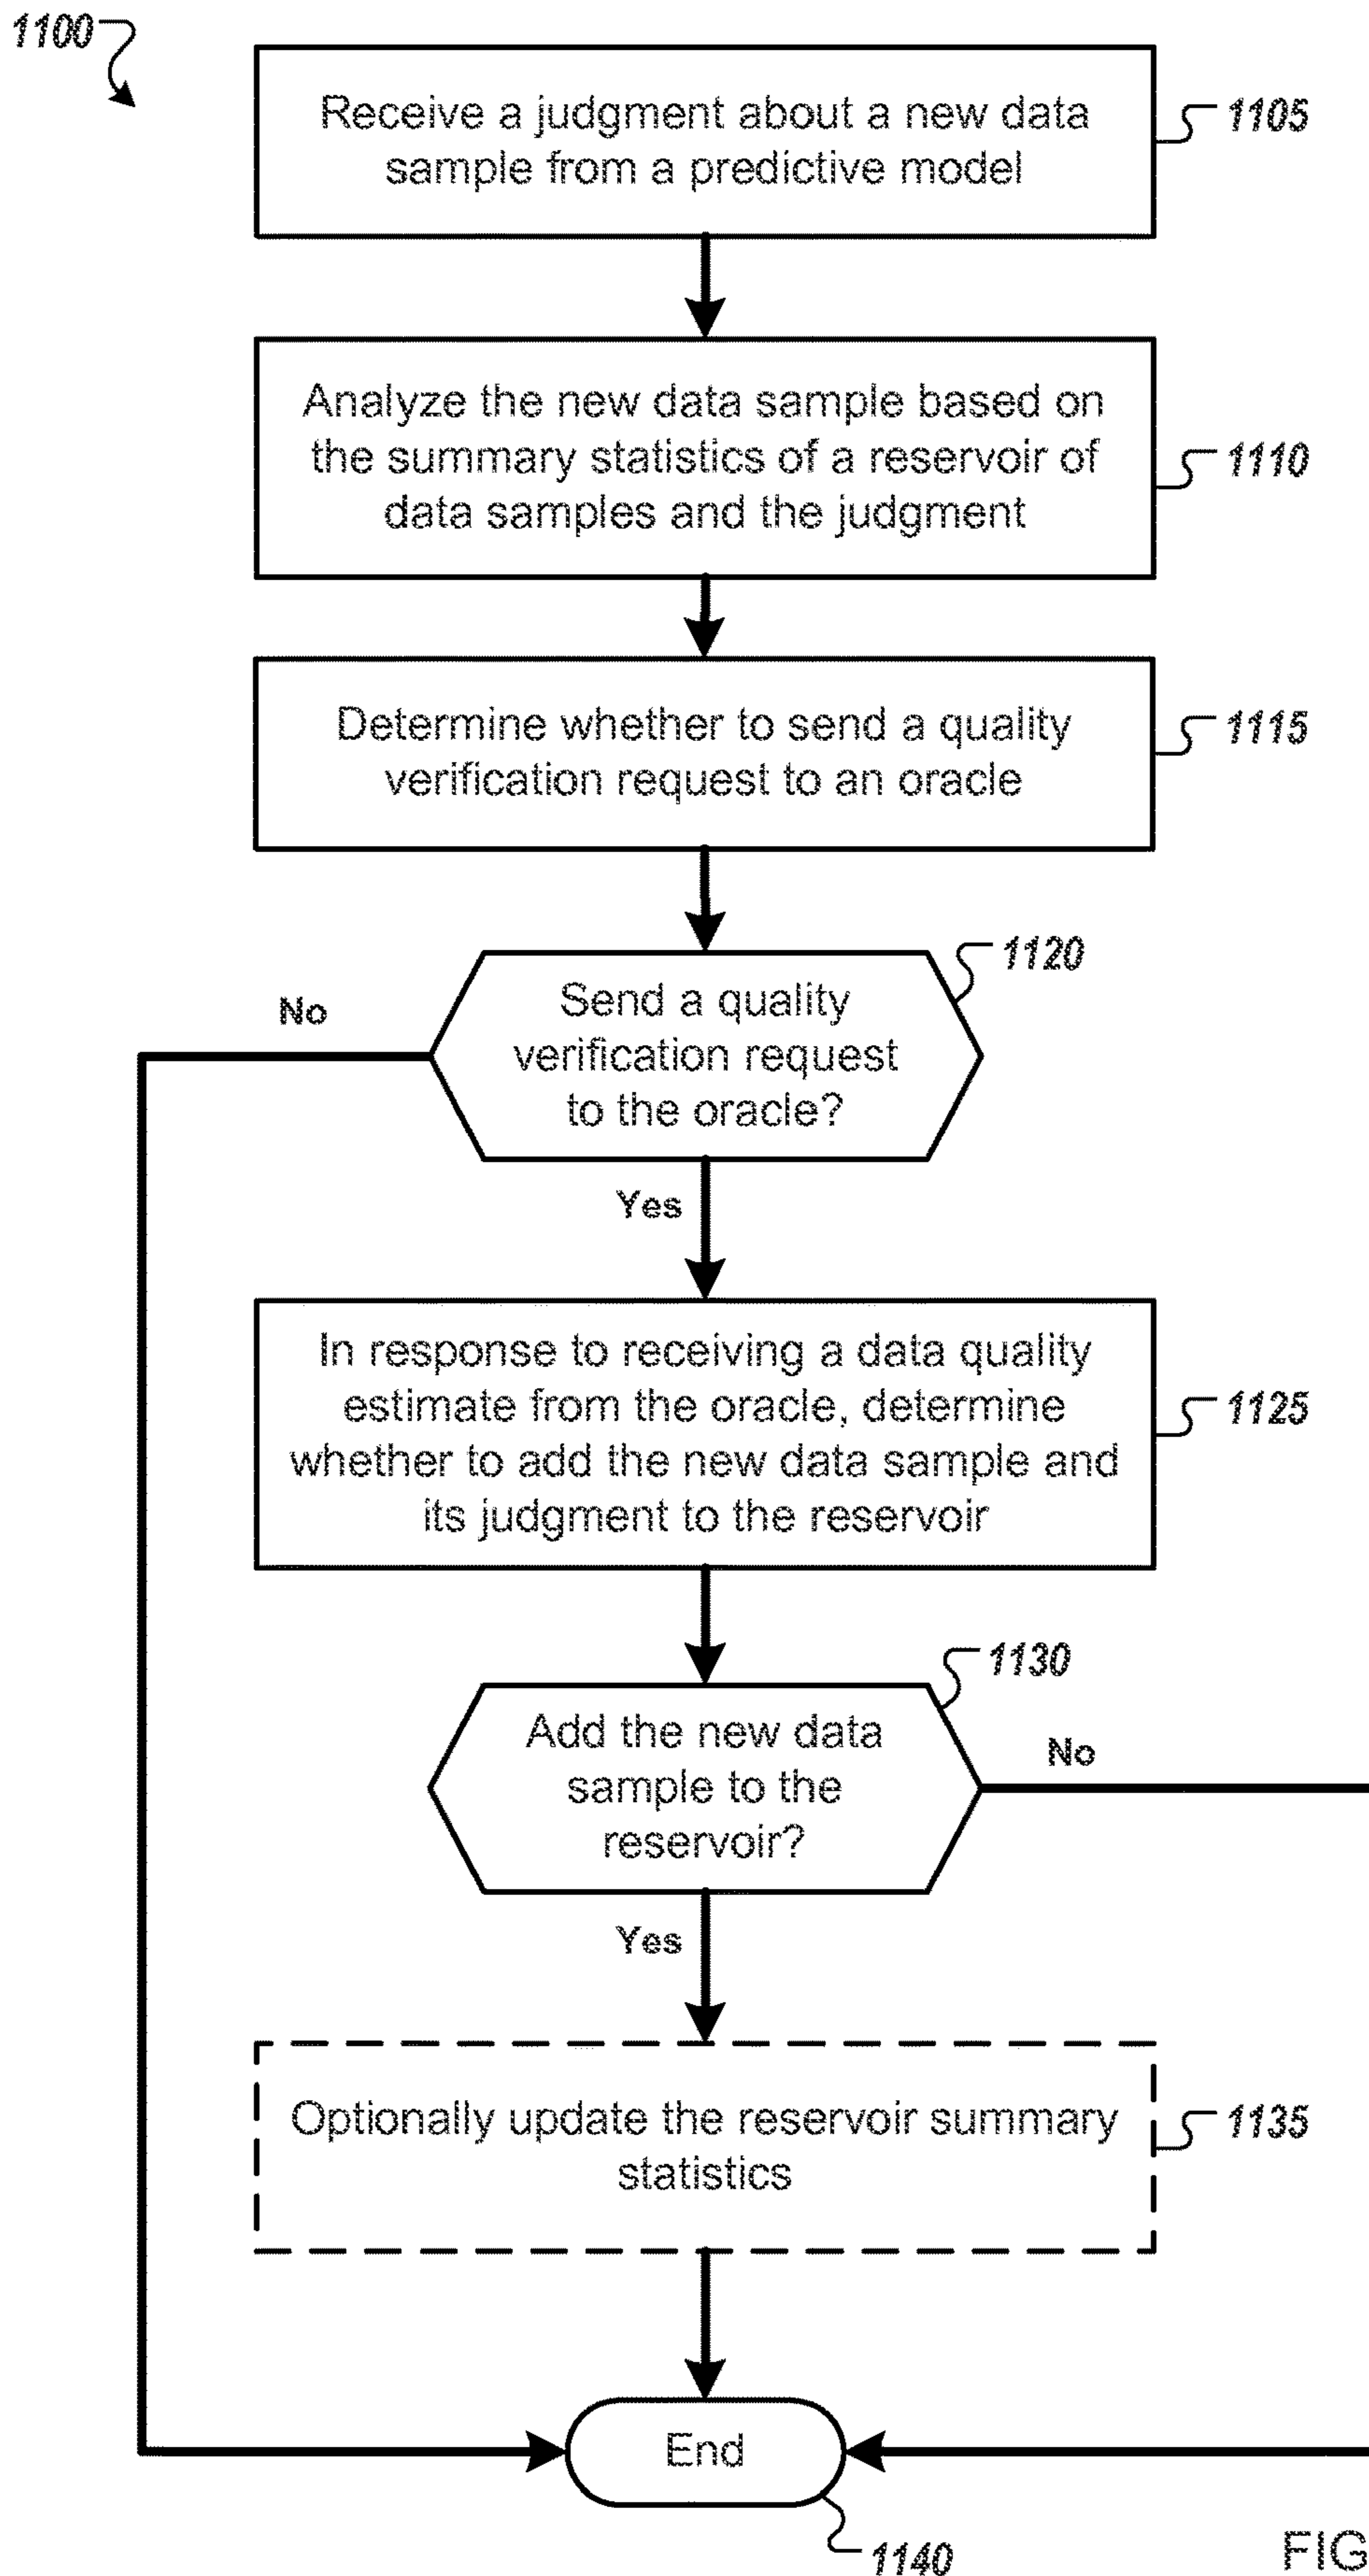 1100
Receive a judgment about a new data
sample from a predictive model
1105
Analyze the new data sample based on
the summary statistics of a reservoir of
data samples and the judgment
1110
Determine whether to send a quality
verification request to an oracle
1115
1120
Send a quality
verification request
to the oracle?
No
Yes
In response to receiving a data quality
estimate from the oracle, determine
whether to add the new data sample and
its judgment to the reservoir
1125
1130
Add the new data
sample to the
reservoir?
No
Yes
Optionally update the reservoir summary
statistics
1135
End
1140
FIG